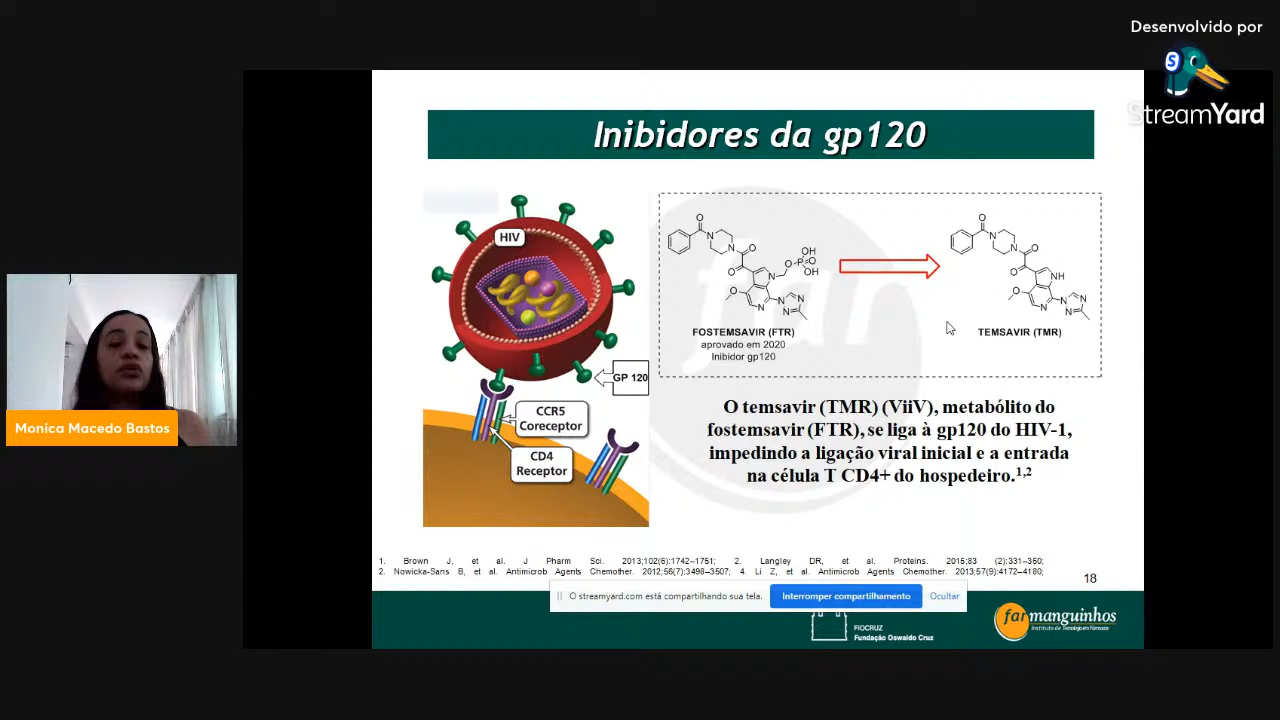 Desenvolvido por
StreamYard
Inibidores da gp120
HIV
GP 120
CCR5
Coreceptor
CD4
Receptor
O
N
N
O
O
N
O
P
O
OH
OH
O
N
N
N
N
FOSTEMSAVIR (FTR)
aprovado em 2020
Inibidor gp120
O
N
N
O
O
NH
O
N
N
N
N
TEMSAVIR (TMR)
O temsavir (TMR) (ViiV), metabólito do
fostemsavir (FTR), se liga à gp120 do HIV-1,
impedindo a ligação viral inicial e a entrada
na célula T CD4+ do hospedeiro.1,2
Monica Macedo Bastos
1. Brown J, et al. J Pharm Sci. 2013;102(6):1742–1751; 2. Langley DR, et al. Proteins. 2015;83 (2):331–350;
2. Nowicka-Sans B, et al. Antimicrob Agents Chemother. 2012;56(7):3498–3507; 4. Li Z, et al. Antimicrob Agents Chemother. 2013;57(9):4172–4180;
18
O streamyard.com está compartilhando sua tela.
Interromper compartilhamento
Ocultar
FIOCRUZ
Fundação Oswaldo Cruz
farmanguinhos
Instituto de Tecnologia em Fármacos